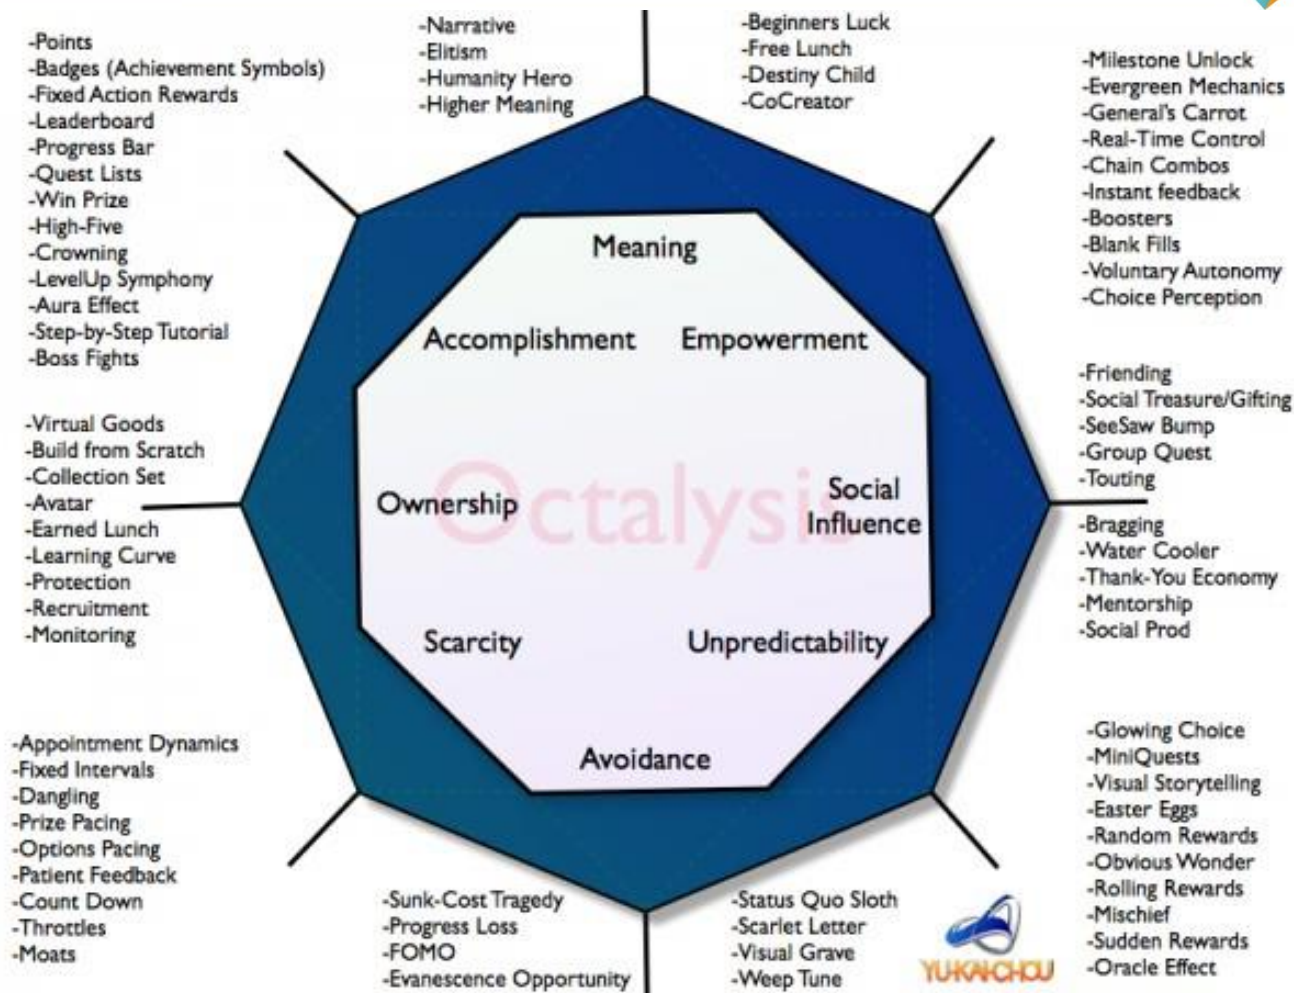 -Points
-Badges (Achievement Symbols)
-Fixed Action Rewards
-Leaderboard
-Progress Bar
-Quest Lists
-Win Prize
-High-Five
-Crowning
-LevelUp Symphony
-Aura Effect
-Step-by-Step Tutorial
-Boss Fights
-Narrative
-Elitism
-Humanity Hero
-Higher Meaning
-Beginners Luck
-Free Lunch
-Destiny Child
-CoCreator
-Milestone Unlock
-Evergreen Mechanics
-General's Carrot
-Real-Time Control
-Chain Combos
-Instant feedback
-Boosters
-Blank Fills
-Voluntary Autonomy
-Choice Perception
Meaning
Accomplishment
Empowerment
-Virtual Goods
-Build from Scratch
-Collection Set
-Avatar
-Earned Lunch
-Learning Curve
-Protection
-Recruitment
-Monitoring
Ownership
Octalysis
Social
Influence
-Friending
-Social Treasure/Gifting
-SeeSaw Bump
-Group Quest
-Touting
-Bragging
-Water Cooler
-Thank-You Economy
-Mentorship
-Social Prod
Scarcity
Unpredictability
Avoidance
-Appointment Dynamics
-Fixed Intervals
-Dangling
-Prize Pacing
-Options Pacing
-Patient Feedback
-Count Down
-Throttles
-Moats
-Sunk-Cost Tragedy
-Progress Loss
-FOMO
-Evanescence Opportunity
-Status Quo Sloth
-Scarlet Letter
-Visual Grave
-Weep Tune
YU-KAI-CHOU
-Glowing Choice
-MiniQuests
-Visual Storytelling
-Easter Eggs
-Random Rewards
-Obvious Wonder
-Rolling Rewards
-Mischief
-Sudden Rewards
-Oracle Effect